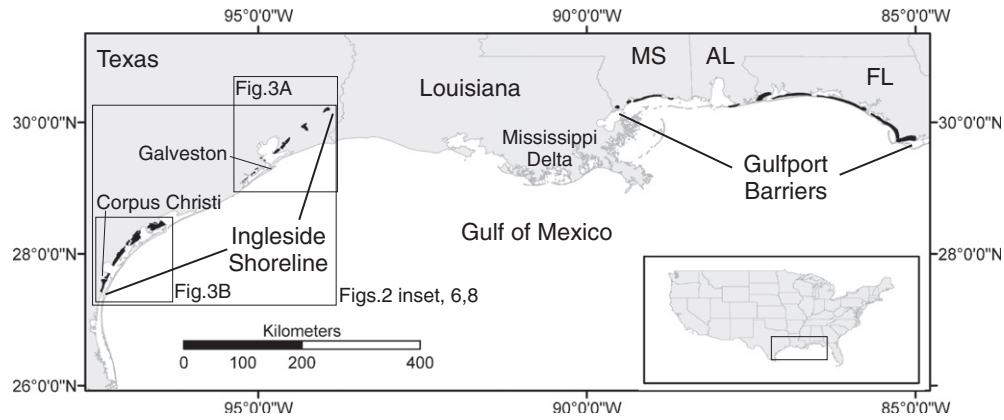 95°0'0"W
90°0'0"W
85°0'0"W
Texas
MS
AL
FL
Fig.3A
Louisiana
30°0'0"N
30°0'0"N
Galveston
Mississippi
Delta
Gulfport
Barriers
Corpus Christi
Ingleside
Shoreline
Gulf of Mexico
28°0'0"N
28°0'0"N
Fig.3B
Figs.2 inset, 6,8
Kilometers
0 100 200 400
26°0'0"N
95°0'0"W
90°0'0"W
85°0'0"W